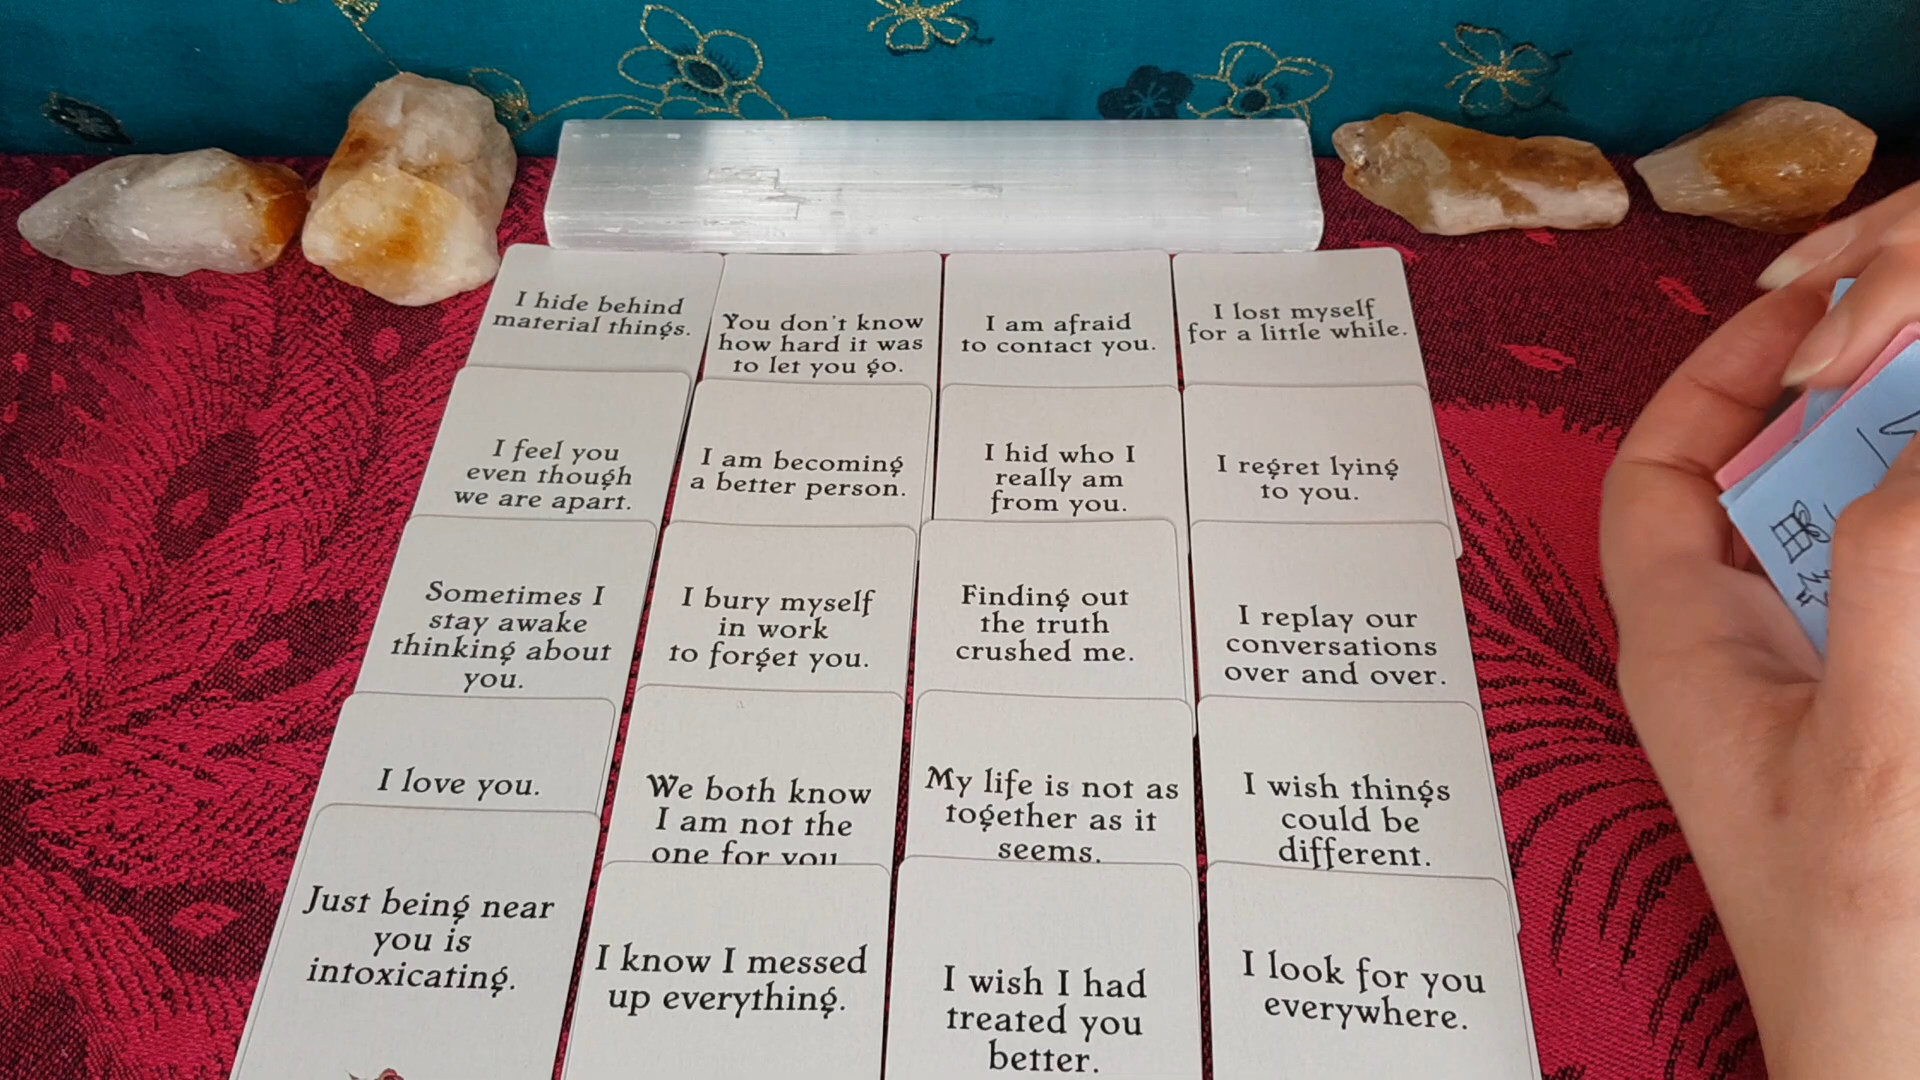 I hide behind
material things.
You don't know
how hard it was
to let you go.
I am afraid
to contact you.
I lost myself
for a little while.
I feel you
even though
we are apart.
I am becoming
a better person.
I hid who I
really am
from you.
I regret lying
to you.
Sometimes I
stay awake
thinking about
you.
I bury myself
in work
to forget you.
Finding out
the truth
crushed me.
I replay our
conversations
over and over.
I love you.
We both know
I am not the
one for you
My life is not as
together as it
seems.
I wish things
could be
different.
Just being near
you is
intoxicating.
I know I messed
up everything.
I wish I had
treated you
better.
I look for you
everywhere.